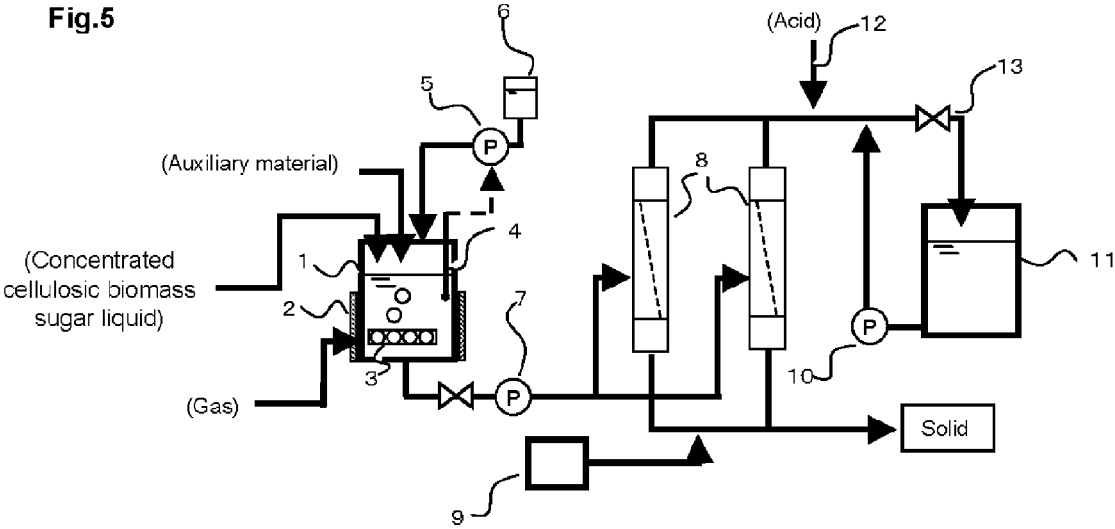 Fig.5
6
(Acid)
12
5
13
P
(Auxiliary material)
8
4
(Concentrated
cellulosic biomass
sugar liquid)
1
11
2
7
P
3
10
P
(Gas)
Solid
9